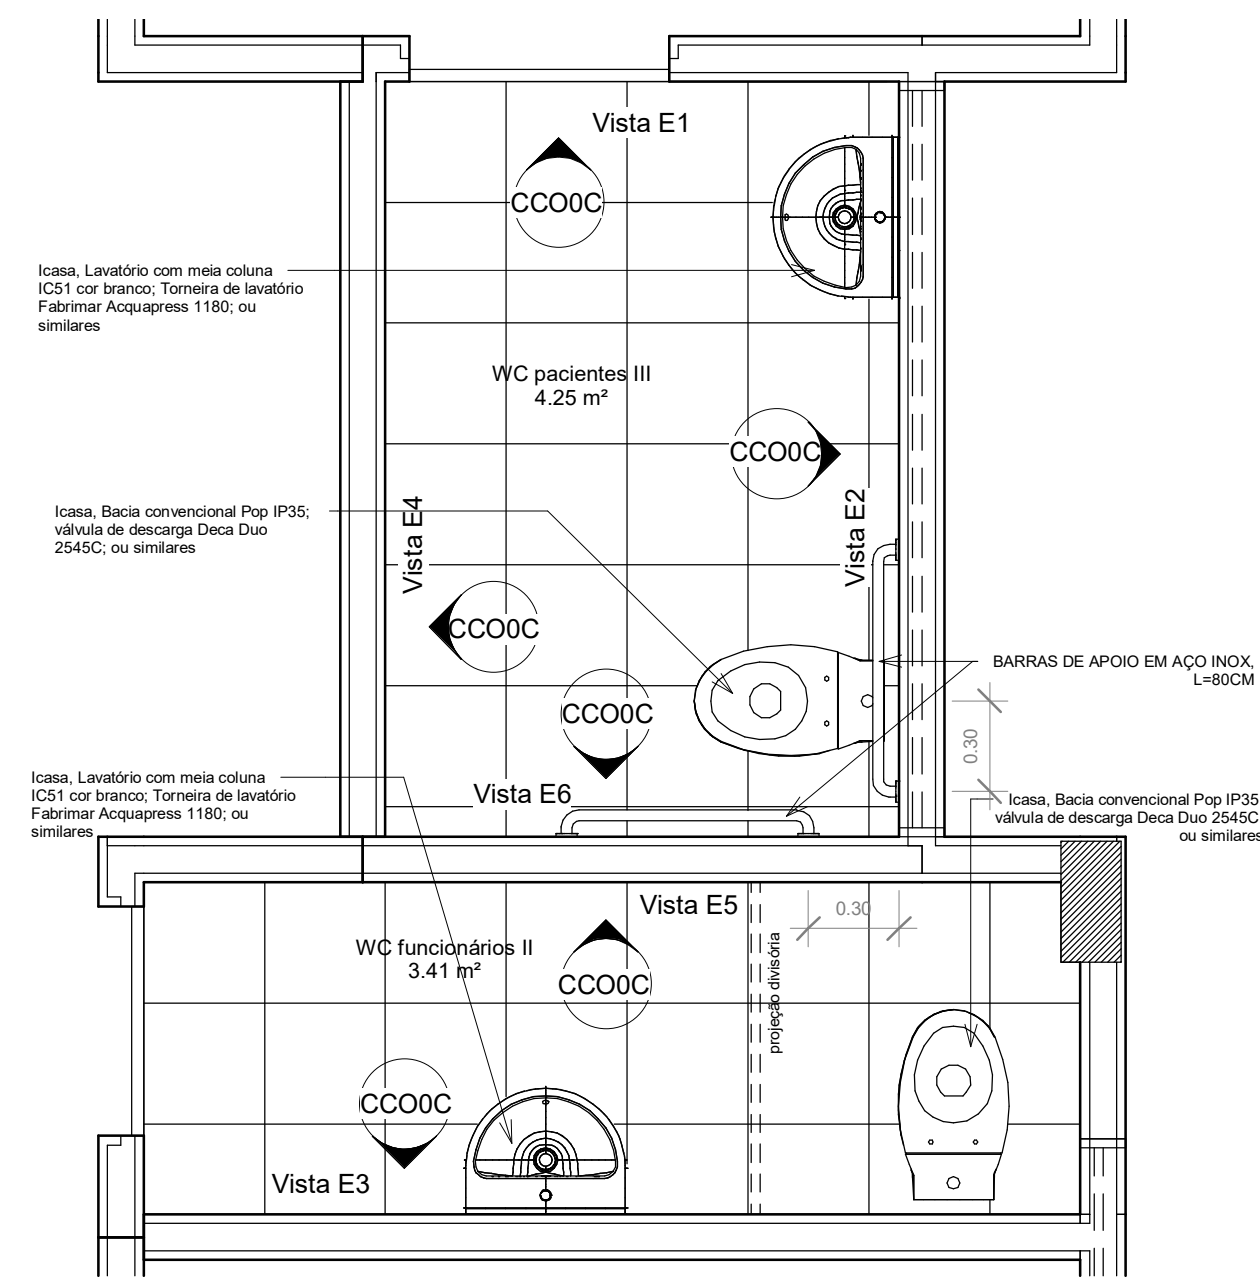 Vista E1
CCO0C
Icasa, Lavatório com meia coluna
IC51 cor branco; Torneira de lavatório
Fabrimar Acquapress 1180; ou
similares
WC pacientes III
4.25 m²
CCO0C
Vista E4
Vista E2
Icasa, Bacia convencional Pop IP35;
válvula de descarga Deca Duo
2545C; ou similares
CCO0C
BARRAS DE APOIO EM AÇO INOX,
L=80CM
CCO0C
0.30
Icasa, Lavatório com meia coluna
IC51 cor branco; Torneira de lavatório
Fabrimar Acquapress 1180; ou
similares
Vista E6
Icasa, Bacia convencional Pop IP35
válvula de descarga Deca Duo 2545C
ou similares
Vista E5
0.30
WC funcionários II
3.41 m²
CCO0C
projeção divisória
CCO0C
Vista E3